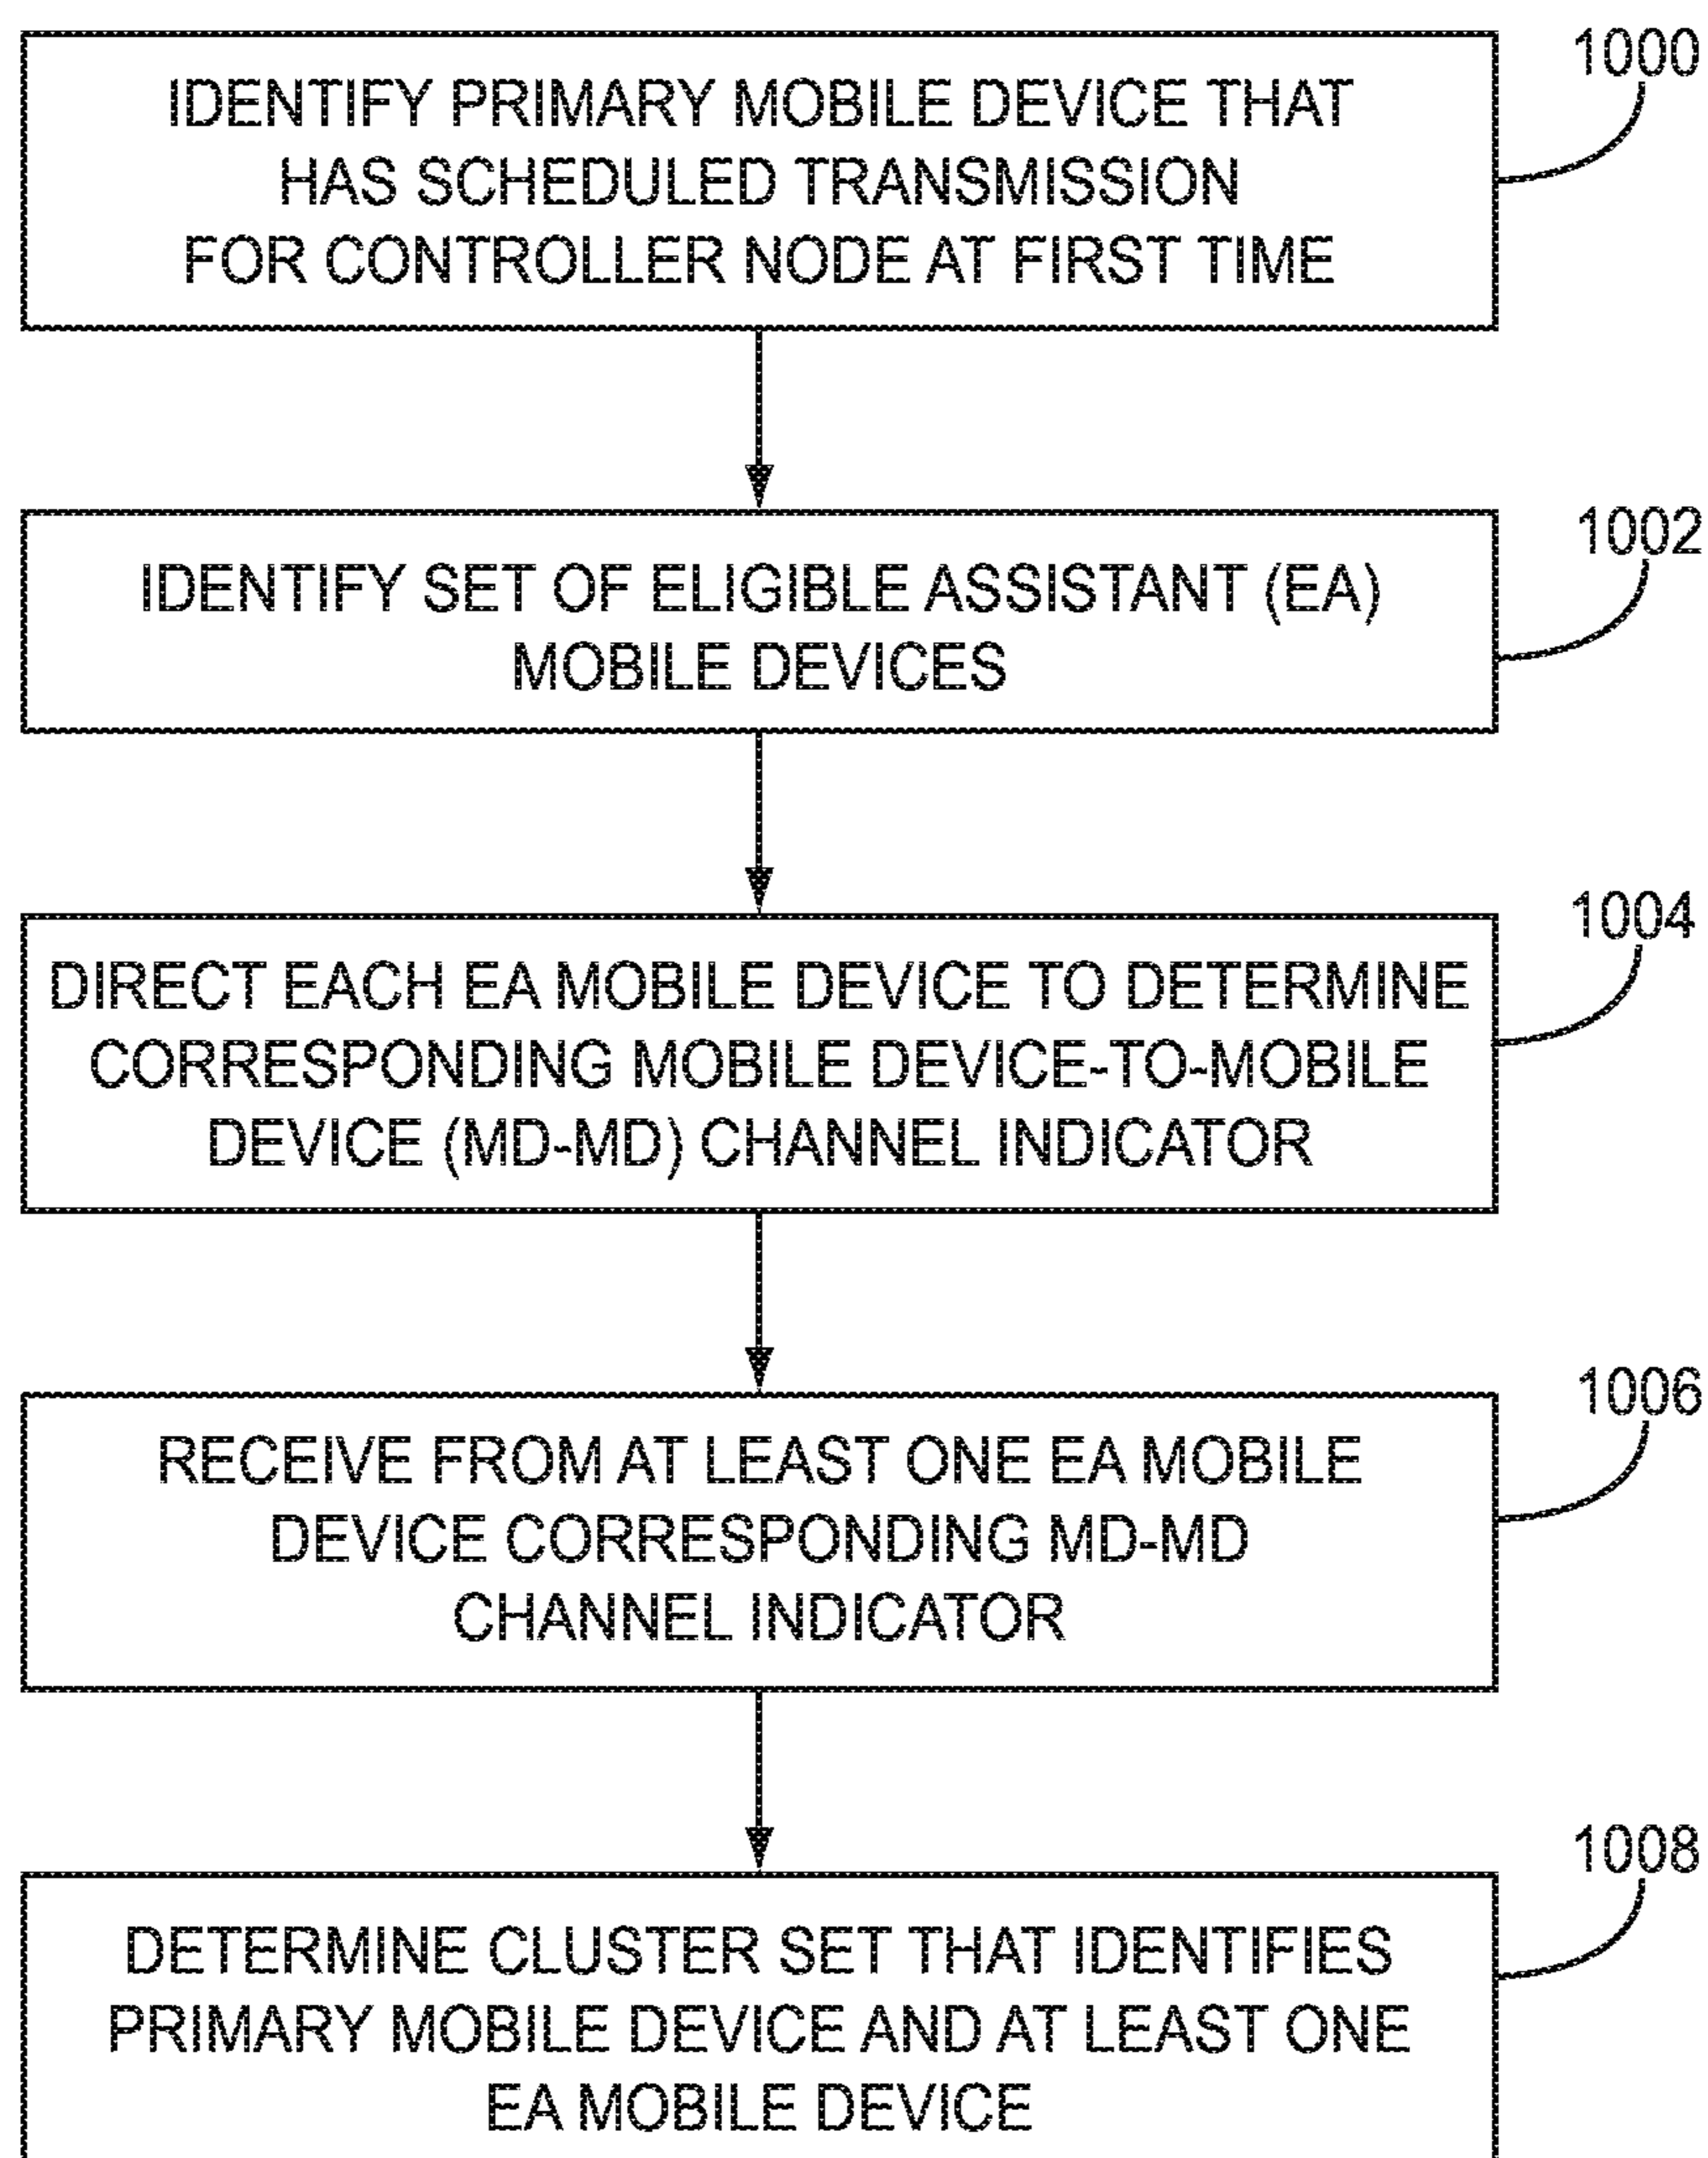 1000
IDENTIFY PRIMARY MOBILE DEVICE THAT
HAS SCHEDULED TRANSMISSION
FOR CONTROLLER NODE AT FIRST TIME
1002
IDENTIFY SET OF ELIGIBLE ASSISTANT (EA)
MOBILE DEVICES
1004
DIRECT EACH EA MOBILE DEVICE TO DETERMINE
CORRESPONDING MOBILE DEVICE-TO-MOBILE
DEVICE (MD-MD) CHANNEL INDICATOR
1006
RECEIVE FROM AT LEAST ONE EA MOBILE
DEVICE CORRESPONDING MD-MD
CHANNEL INDICATOR
1008
DETERMINE CLUSTER SET THAT IDENTIFIES
PRIMARY MOBILE DEVICE AND AT LEAST ONE
EA MOBILE DEVICE